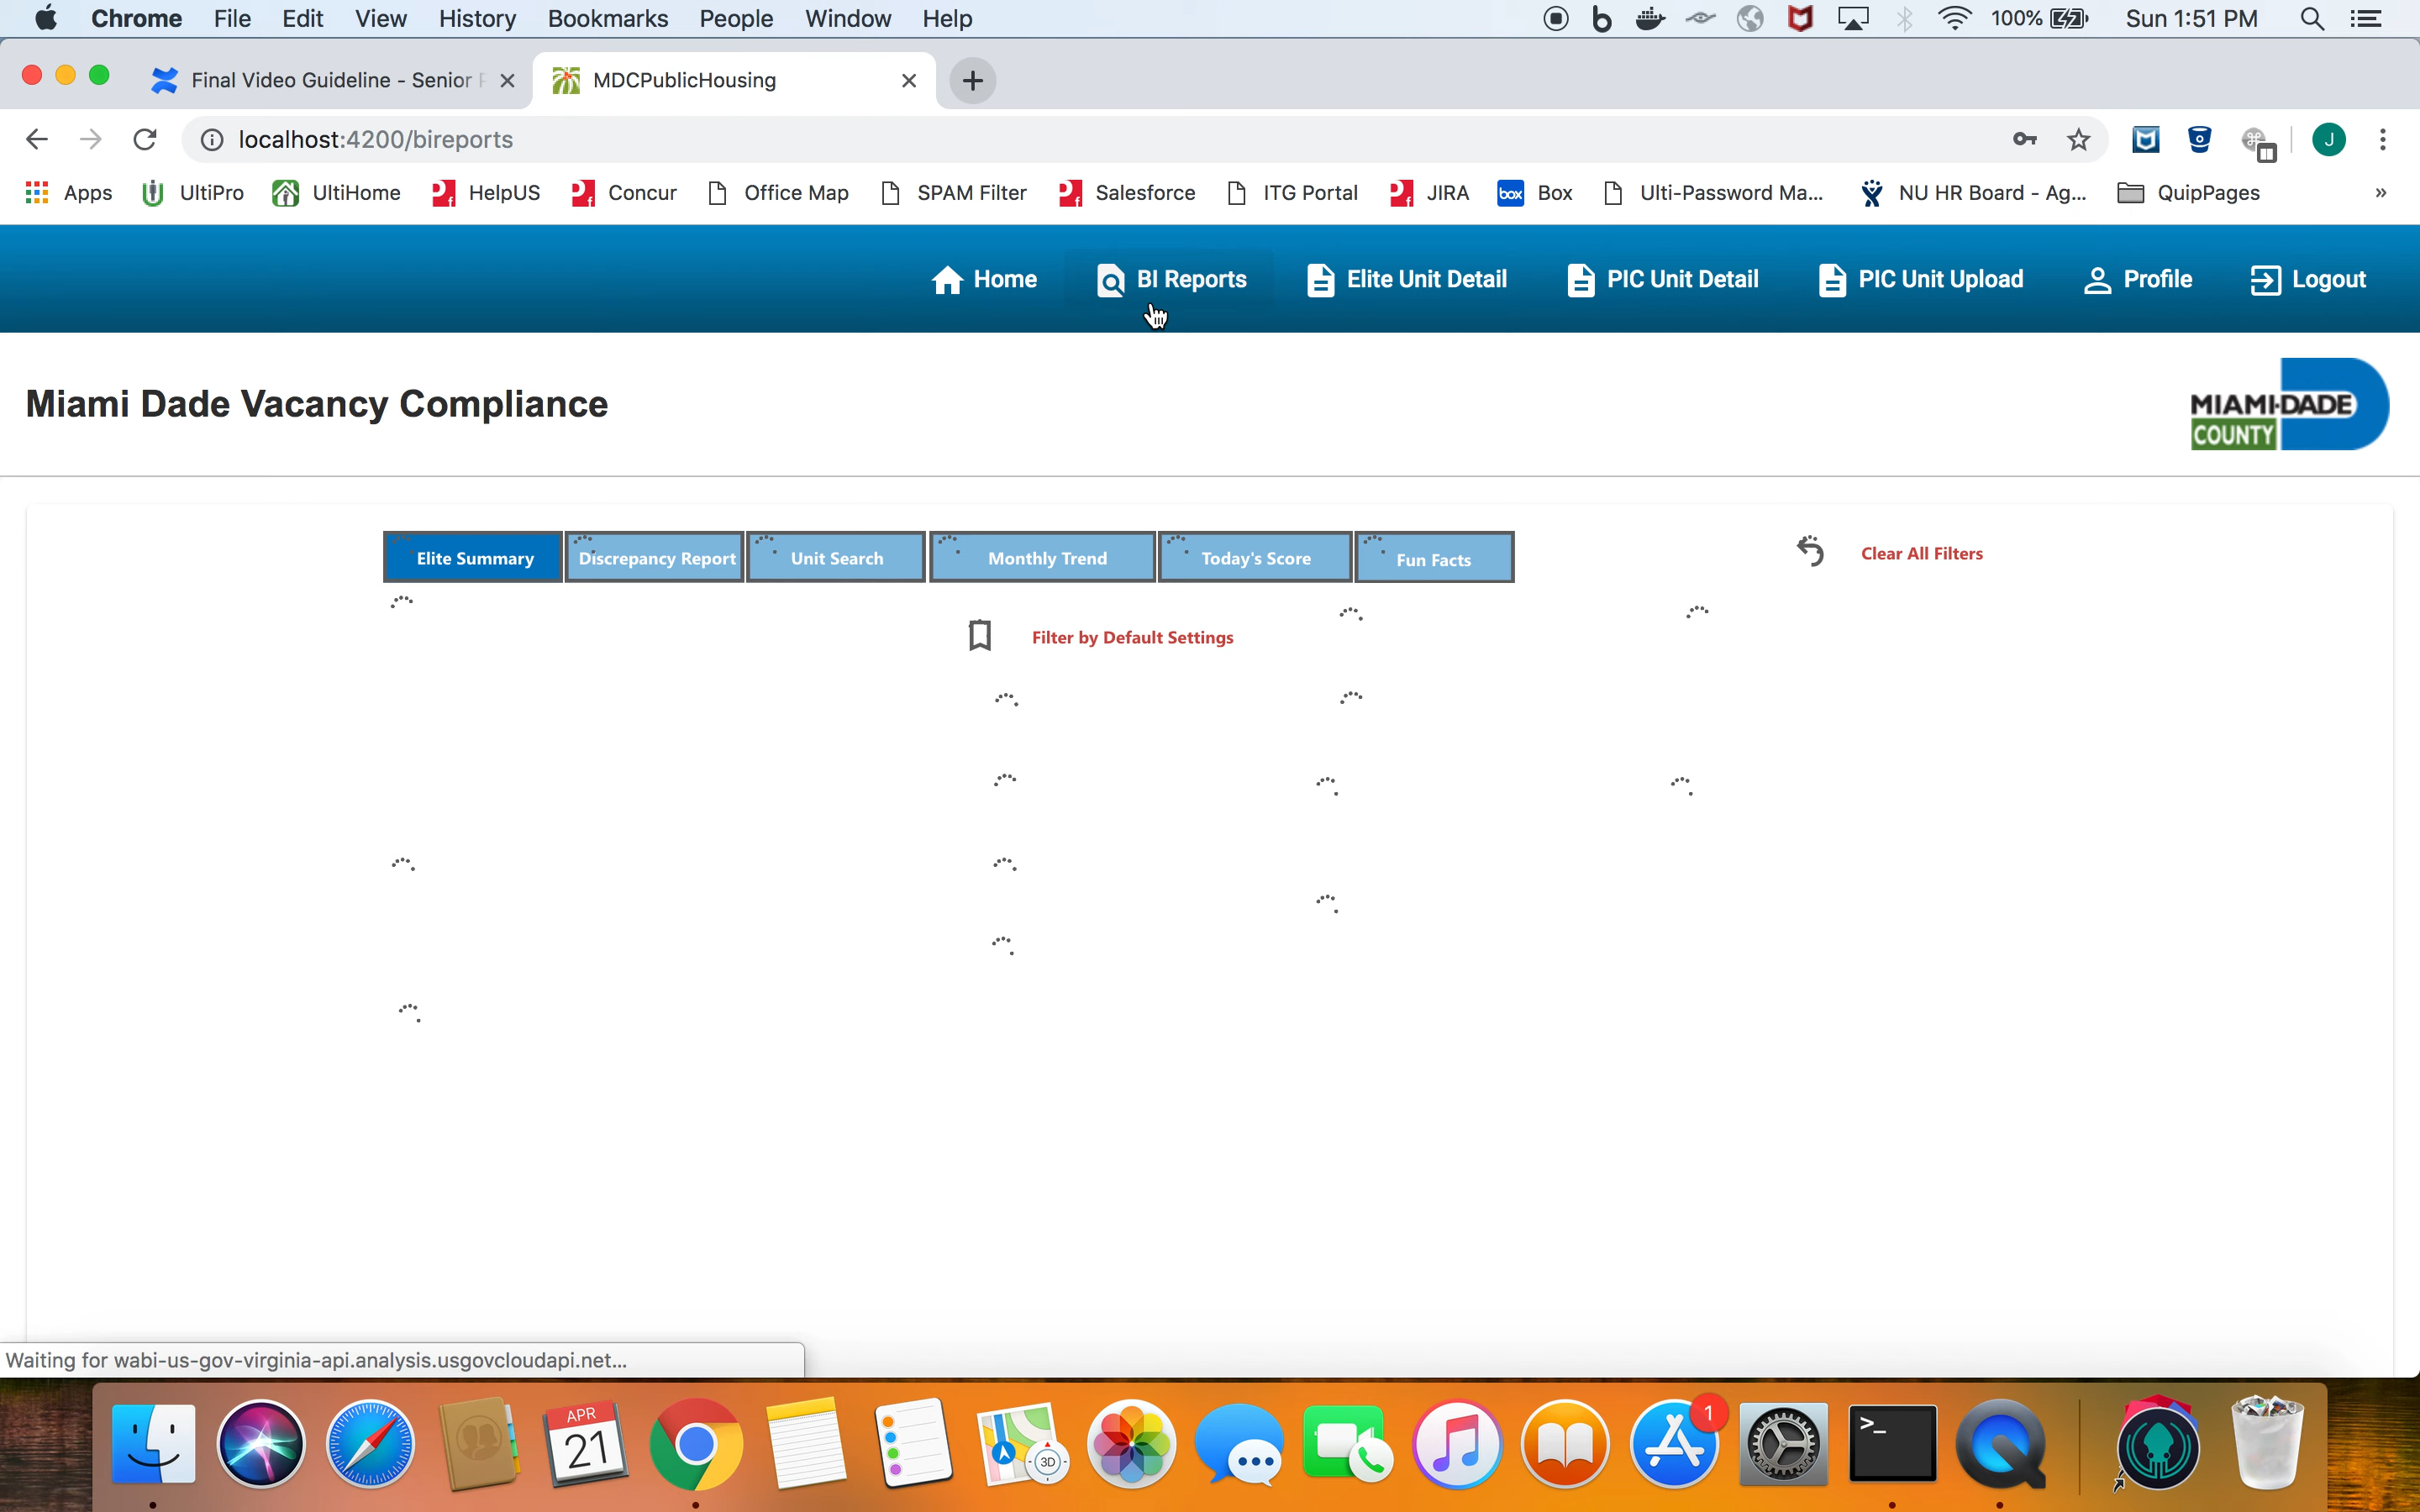 Chrome File Edit View History Bookmarks People Window Help 100% Sun 1:51 PM
Final Video Guideline - Senior
MDCPublicHousing
localhost:4200/bireports
J
Apps UltiPro UltiHome HelpUS Concur Office Map SPAM Filter Salesforce ITG Portal JIRA box Box Ulti-Password Ma... NU HR Board - Ag... QuipPages »
Home BI Reports Elite Unit Detail PIC Unit Detail PIC Unit Upload Profile Logout
Miami Dade Vacancy Compliance
MIAMI-DADE
COUNTY
Elite Summary Discrepancy Report Unit Search Monthly Trend Today's Score Fun Facts Clear All Filters
Filter by Default Settings
Waiting for wabi-us-gov-virginia-api.analysis.usgovcloudapi.net...
APR
21
3D
1
>_